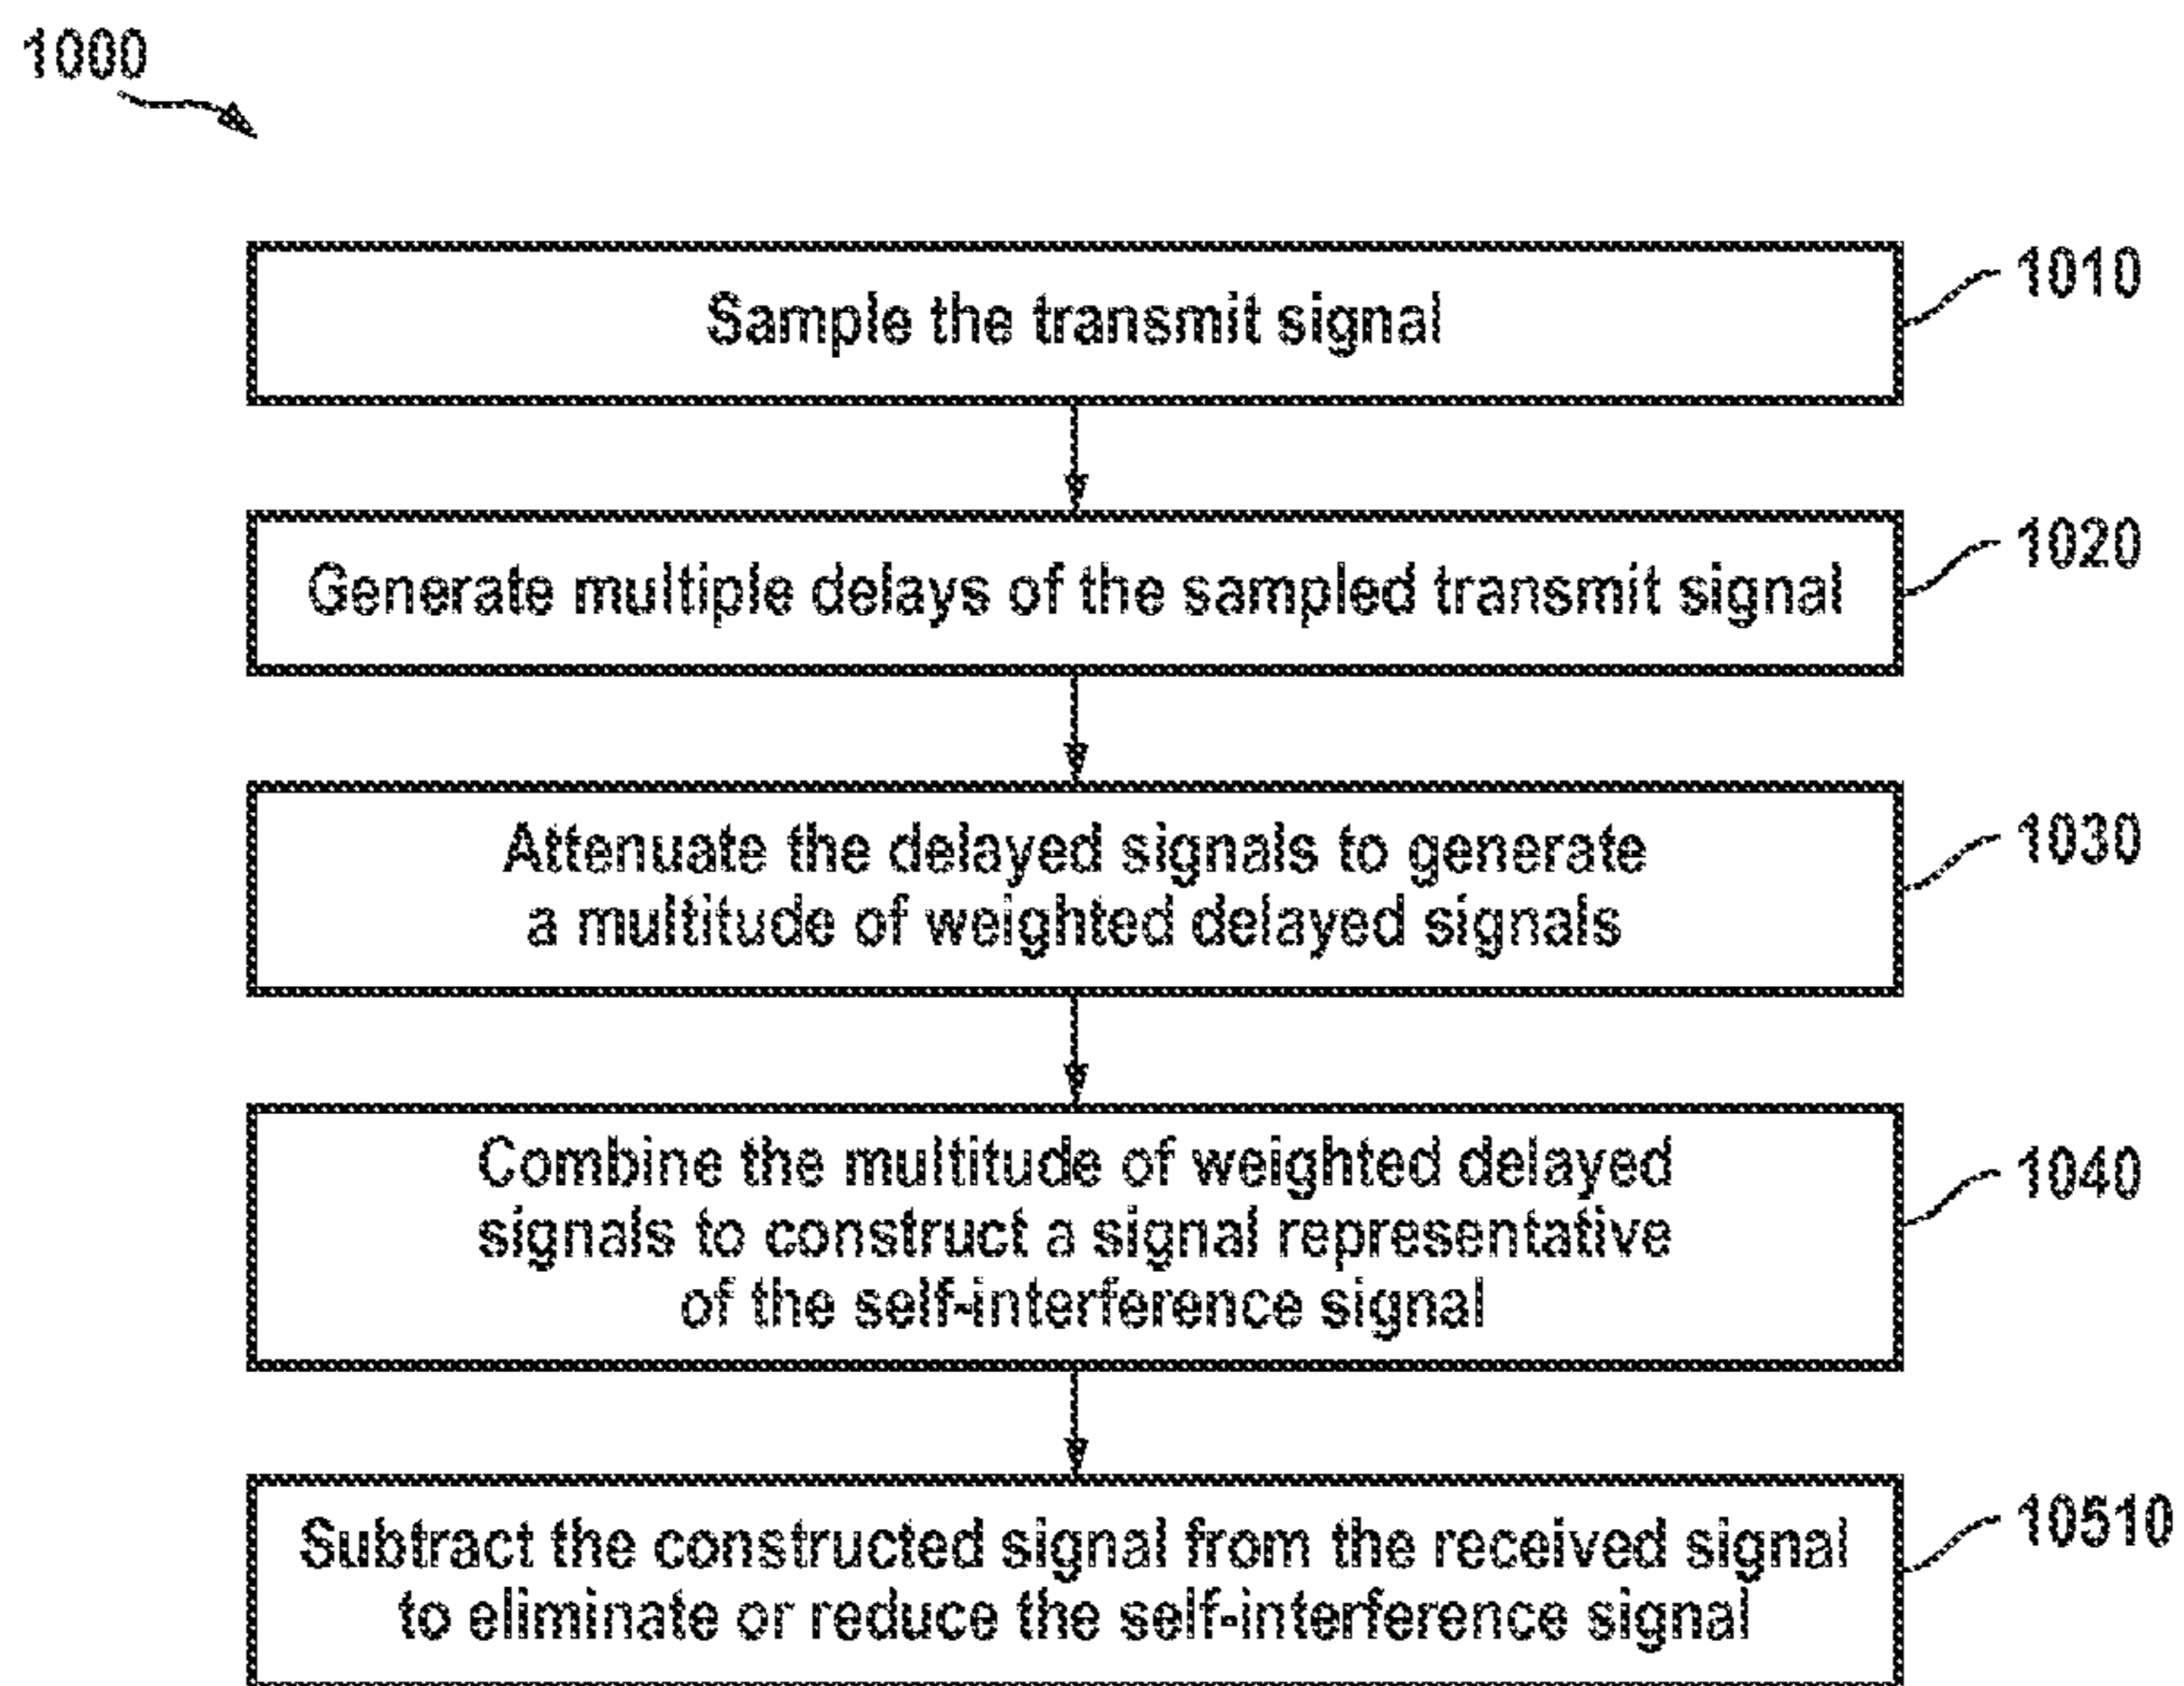 1000
Sample the transmit signal
1010
Generate multiple delays of the sampled transmit signal
1020
Attenuate the delayed signals to generate
a multitude of weighted delayed signals
1030
Combine the multitude of weighted delayed
signals to construct a signal representative
of the self-interference signal
1040
Subtract the constructed signal from the received signal
to eliminate or reduce the self-interference signal
10510